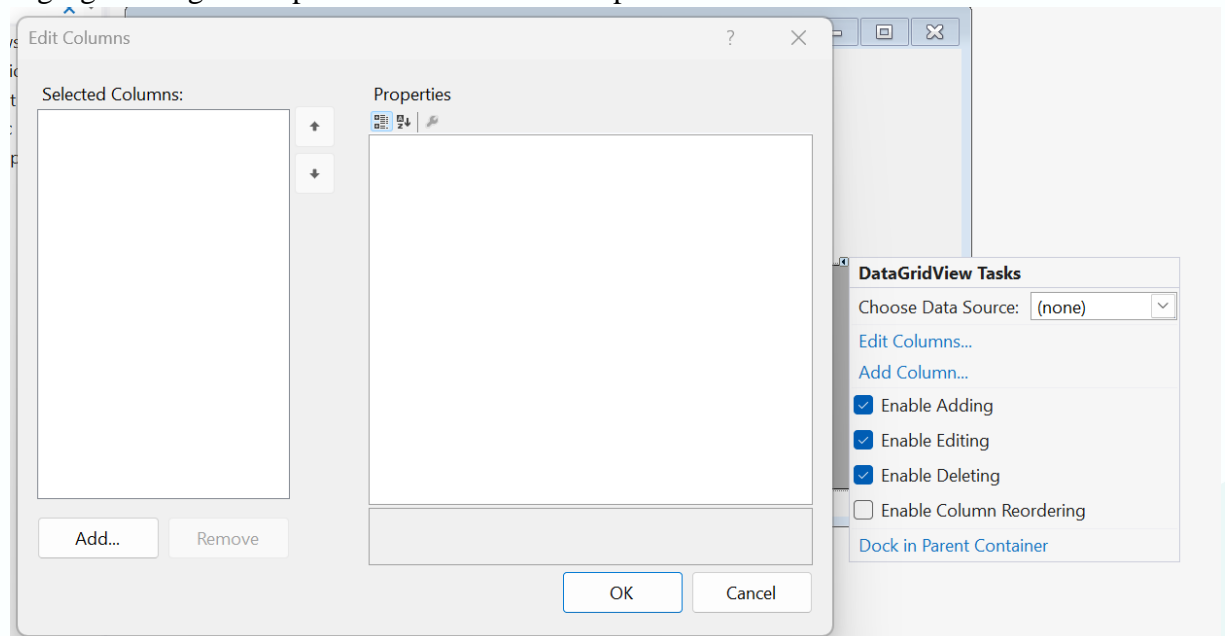 Edit Columns
?
Selected Columns:
Properties
Add...
Remove
OK
Cancel
DataGridView Tasks
Choose Data Source: (none)
Edit Columns...
Add Column...
Enable Adding
Enable Editing
Enable Deleting
Enable Column Reordering
Dock in Parent Container